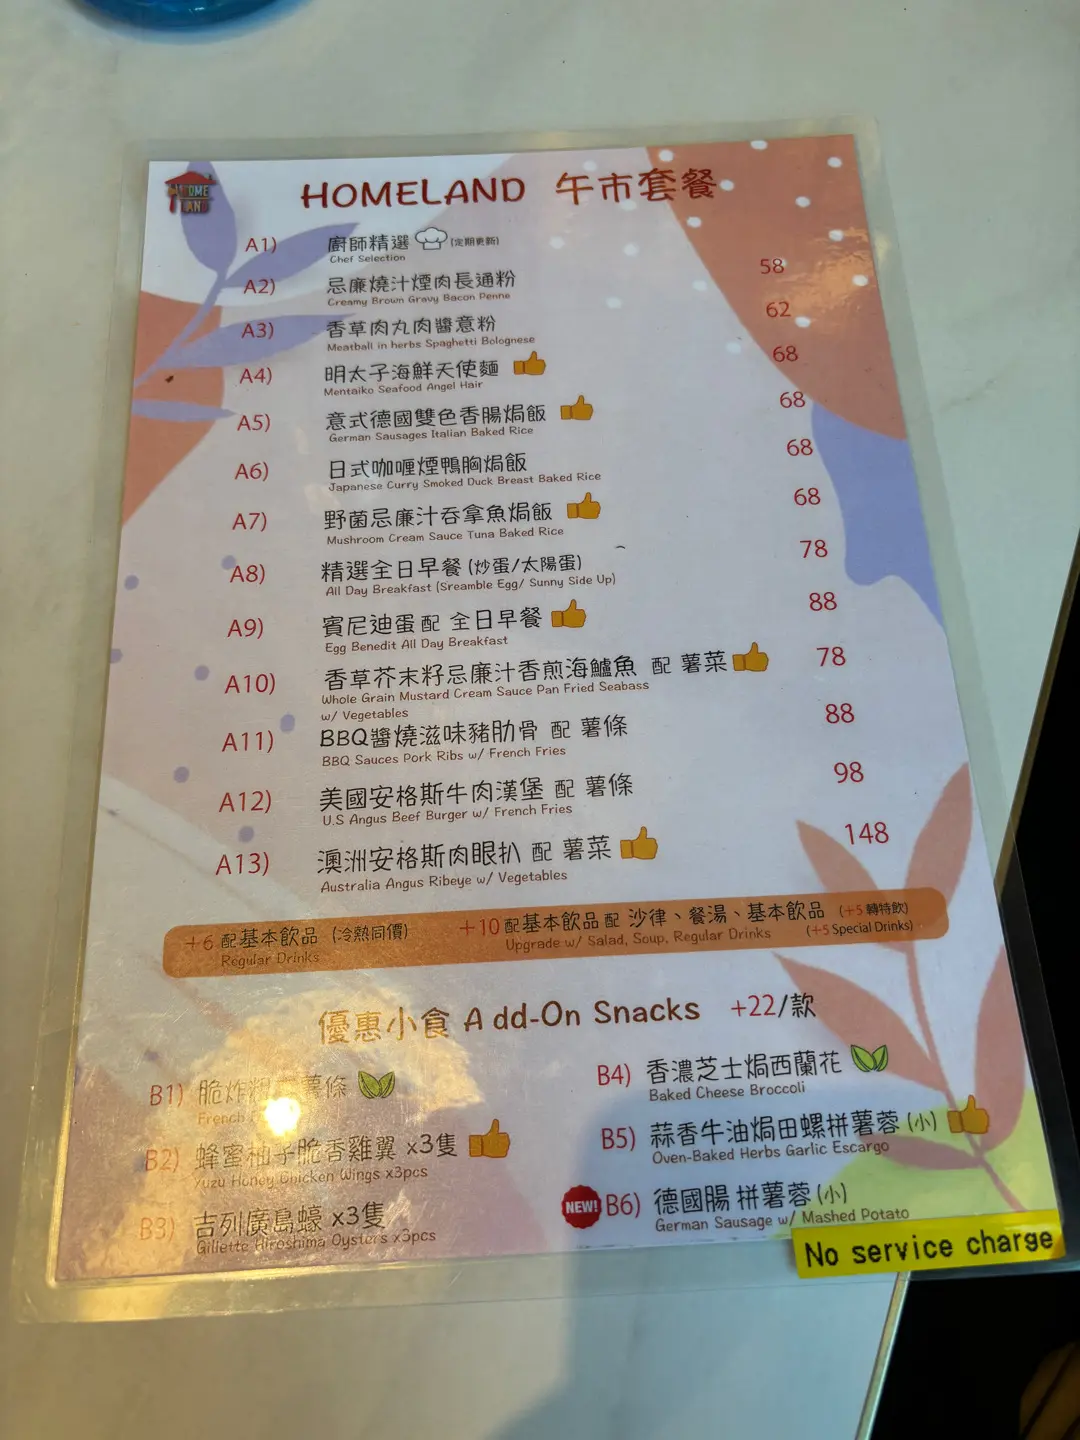 HOME LAND
HOMELAND 午市套餐
A1) 廚師精選 (定期更新)
Chef Selection
A2) 忌廉燒汁煙肉長通粉 58
Creamy Brown Gravy Bacon Penne
A3) 香草肉丸肉醬意粉 62
Meatball in herbs Spaghetti Bolognese
A4) 明太子海鮮天使麵 68
Mentaiko Seafood Angel Hair
A5) 意式德國雙色香腸焗飯 68
German Sausages Italian Baked Rice
A6) 日式咖喱煙鴨胸焗飯 68
Japanese Curry Smoked Duck Breast Baked Rice
A7) 野菌忌廉汁吞拿魚焗飯 68
Mushroom Cream Sauce Tuna Baked Rice
A8) 精選全日早餐 (炒蛋/太陽蛋) 78
All Day Breakfast (Sreamble Egg/ Sunny Side Up)
A9) 賓尼迪蛋 配 全日早餐 88
Egg Benedit All Day Breakfast
A10) 香草芥末籽忌廉汁香煎海鱸魚 配 薯菜 78
Whole Grain Mustard Cream Sauce Pan Fried Seabass
w/ Vegetables
A11) BBQ醬燒滋味豬肋骨 配 薯條 88
BBQ Sauces Pork Ribs w/ French Fries
A12) 美國安格斯牛肉漢堡 配 薯條 98
U.S Angus Beef Burger w/ French Fries
A13) 澳洲安格斯肉眼扒 配 薯菜 148
Australia Angus Ribeye w/ Vegetables
+6 配基本飲品 (冷熱同價) +10 配基本飲品 配 沙律、餐湯、基本飲品 (+5 轉特飲)
Regular Drinks Upgrade w/ Salad, Soup, Regular Drinks (+5 Special Drinks)
優惠小食 Add-On Snacks +22/款
B1) 脆炸 薯條
French
B2) 蜂蜜柚子脆香雞翼 x3隻
Yuzu Honey Chicken Wings x3pcs
B3) 吉列廣島蠔 x3隻
Gillette Hiroshima Oysters x3pcs
B4) 香濃芝士焗西蘭花
Baked Cheese Broccoli
B5) 蒜香牛油焗田螺拼薯蓉 (小)
Oven-Baked Herbs Garlic Escargo
NEW! B6) 德國腸 拼薯蓉 (小)
German Sausage w/ Mashed Potato
No service charge